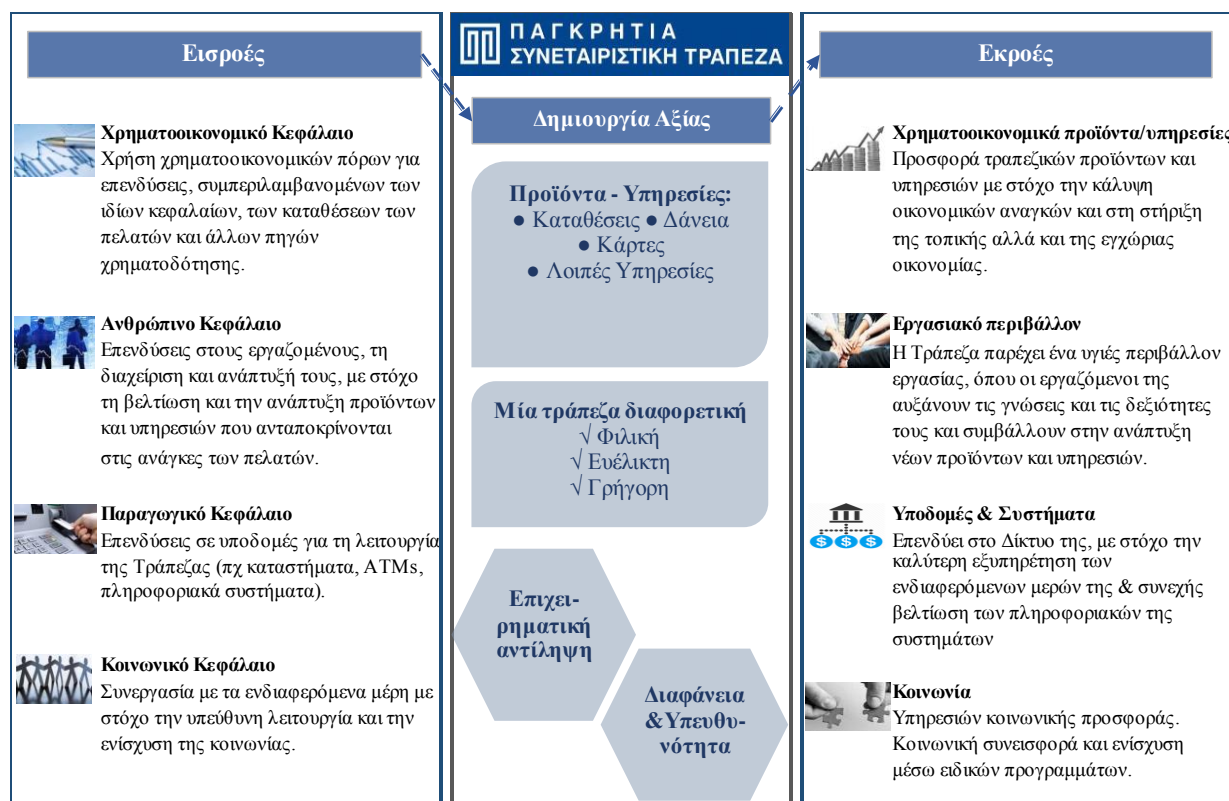 Εισροές
Χρηματοοικονομικό Κεφάλαιο
Χρήση χρηματοοικονομικών πόρων για
επενδύσεις, συμπεριλαμβανομένων των
ιδίων κεφαλαίων, των καταθέσεων των
πελατών και άλλων πηγών
χρηματοδότησης.
Ανθρώπινο Κεφάλαιο
Επενδύσεις στους εργαζομένους, τη
διαχείριση και ανάπτυξή τους, με στόχο
τη βελτίωση και την ανάπτυξη προϊόντων
και υπηρεσιών που ανταποκρίνονται
στις ανάγκες των πελατών.
Παραγωγικό Κεφάλαιο
Επενδύσεις σε υποδομές για τη λειτουργία
της Τράπεζας (πχ καταστήματα, ATMs,
πληροφοριακά συστήματα).
Κοινωνικό Κεφάλαιο
Συνεργασία με τα ενδιαφερόμενα μέρη με
στόχο την υπεύθυνη λειτουργία και την
ενίσχυση της κοινωνίας.
ΠΑΓΚΡΗΤΙΑ
ΣΥΝΕΤΑΙΡΙΣΤΙΚΗ ΤΡΑΠΕΖΑ
Δημιουργία Αξίας
Προϊόντα - Υπηρεσίες:
● Καταθέσεις ● Δάνεια
● Κάρτες
● Λοιπές Υπηρεσίες
Μία τράπεζα διαφορετική
√ Φιλική
√ Ευέλικτη
√ Γρήγορη
Επιχει-
ρηματική
αντίληψη
Διαφάνεια
&Υπευθυ-
νότητα
Εκροές
Χρηματοοικονομικά προϊόντα/υπηρεσίες
Προσφορά τραπεζικών προϊόντων και
υπηρεσιών με στόχο την κάλυψη
οικονομικών αναγκών και στη στήριξη
της τοπικής αλλά και της εγχώριας
οικονομίας.
Εργασιακό περιβάλλον
Η Τράπεζα παρέχει ένα υγιές περιβάλλον
εργασίας, όπου οι εργαζόμενοι της
αυξάνουν τις γνώσεις και τις δεξιότητες
τους και συμβάλλουν στην ανάπτυξη
νέων προϊόντων και υπηρεσιών.
Υποδομές & Συστήματα
Επενδύει στο Δίκτυο της, με στόχο την
καλύτερη εξυπηρέτηση των
ενδιαφερόμενων μερών της & συνεχής
βελτίωση των πληροφοριακών της
συστημάτων
Κοινωνία
Υπηρεσιών κοινωνικής προσφοράς.
Κοινωνική συνεισφορά και ενίσχυση
μέσω ειδικών προγραμμάτων.